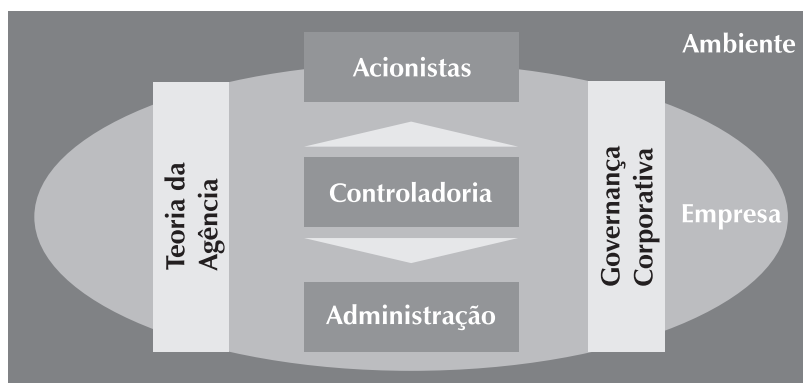 Ambiente
Acionistas
Teoria da
Agência
Controladoria
Governança
Corporativa
Empresa
Administração